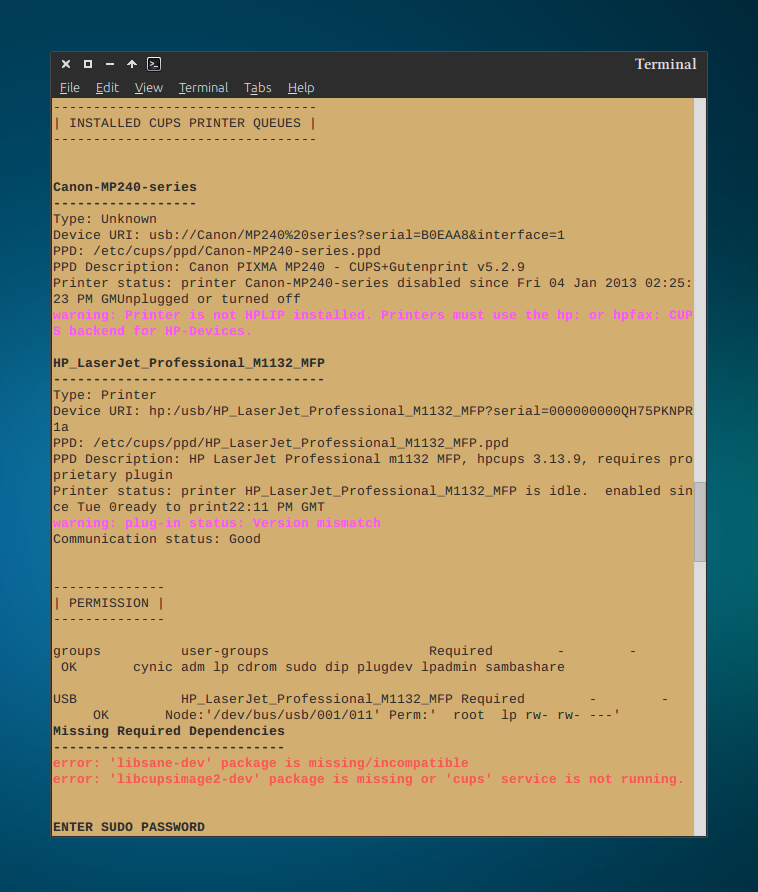 Terminal
File Edit View Terminal Tabs Help
---------------------------------
| INSTALLED CUPS PRINTER QUEUES |
---------------------------------
Canon-MP240-series
------------------
Type: Unknown
Device URI: usb://Canon/MP240%20series?serial=B0EAA8&interface=1
PPD: /etc/cups/ppd/Canon-MP240-series.ppd
PPD Description: Canon PIXMA MP240 - CUPS+Gutenprint v5.2.9
Printer status: printer Canon-MP240-series disabled since Fri 04 Jan 2013 02:25:
23 PM GMUnplugged or turned off
warning: Printer is not HPLIP installed. Printers must use the hp: or hpfax: CUP
S backend for HP-Devices.
HP_LaserJet_Professional_M1132_MFP
----------------------------------
Type: Printer
Device URI: hp:/usb/HP_LaserJet_Professional_M1132_MFP?serial=000000000QH75PKNPR
1a
PPD: /etc/cups/ppd/HP_LaserJet_Professional_M1132_MFP.ppd
PPD Description: HP LaserJet Professional m1132 MFP, hpcups 3.13.9, requires pro
prietary plugin
Printer status: printer HP_LaserJet_Professional_M1132_MFP is idle.  enabled sin
ce Tue 0ready to print22:11 PM GMT
warning: plug-in status: Version mismatch
Communication status: Good
--------------
| PERMISSION |
--------------
groups          user-groups                    Required        -        -
 OK       cynic adm lp cdrom sudo dip plugdev lpadmin sambashare
USB             HP_LaserJet_Professional_M1132_MFP Required        -        -
     OK       Node:'/dev/bus/usb/001/011' Perm:'  root  lp rw- rw- ---'
Missing Required Dependencies
-----------------------------
error: 'libsane-dev' package is missing/incompatible
error: 'libcupsimage2-dev' package is missing or 'cups' service is not running.
ENTER SUDO PASSWORD